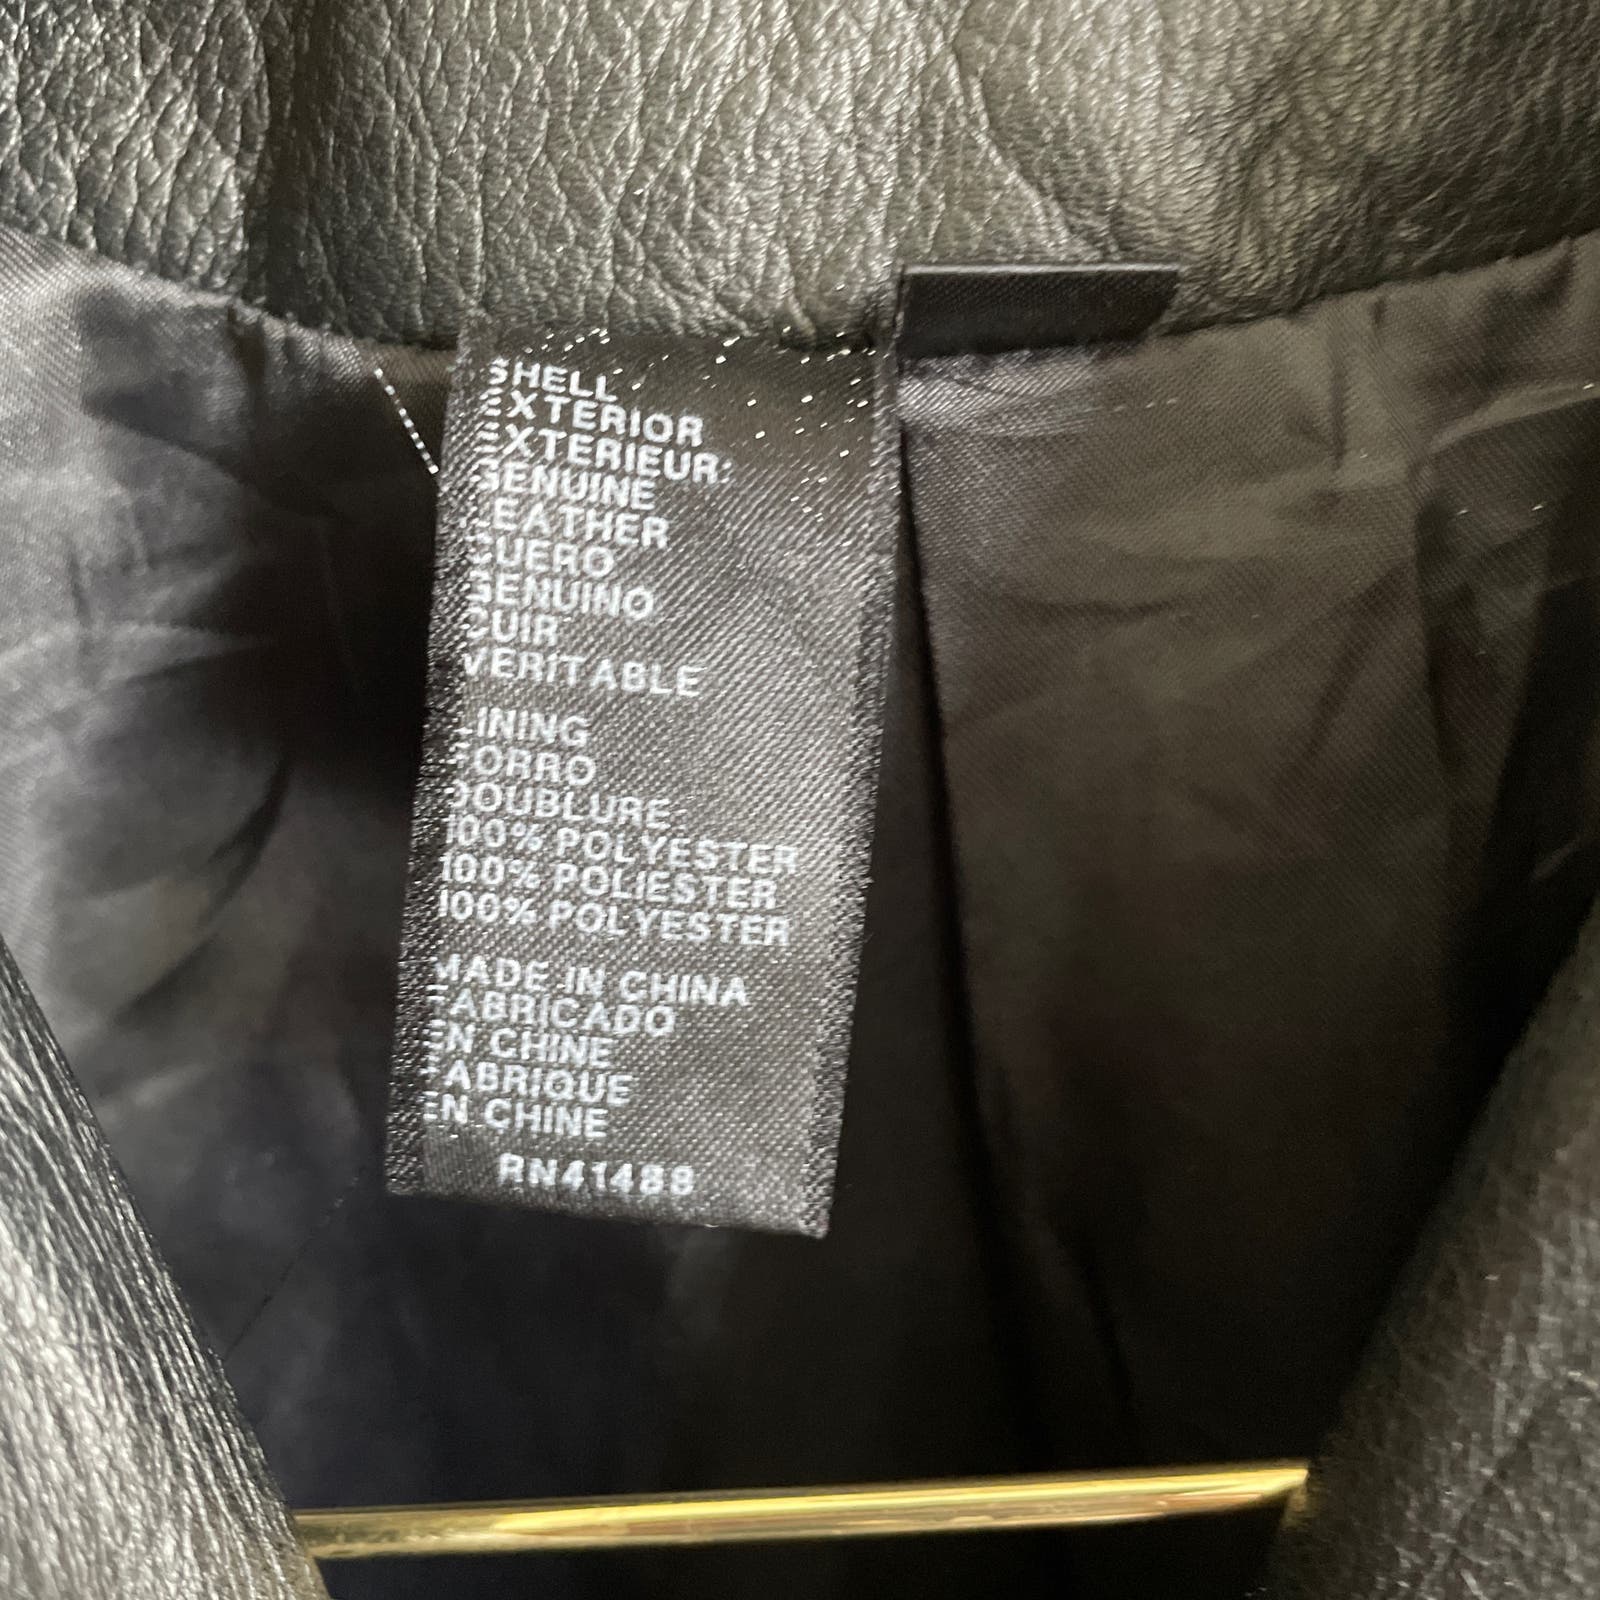 SHELL
EXTERIOR
EXTERIEUR:
GENUINE
LEATHER
CUERO
GENUINO
CUIR
VERITABLE
LINING
FORRO
DOUBLURE:
100% POLYESTER
100% POLIESTER
100% POLYESTER
MADE IN CHINA
FABRICADO
EN CHINE
FABRIQUE
EN CHINE
RN41488